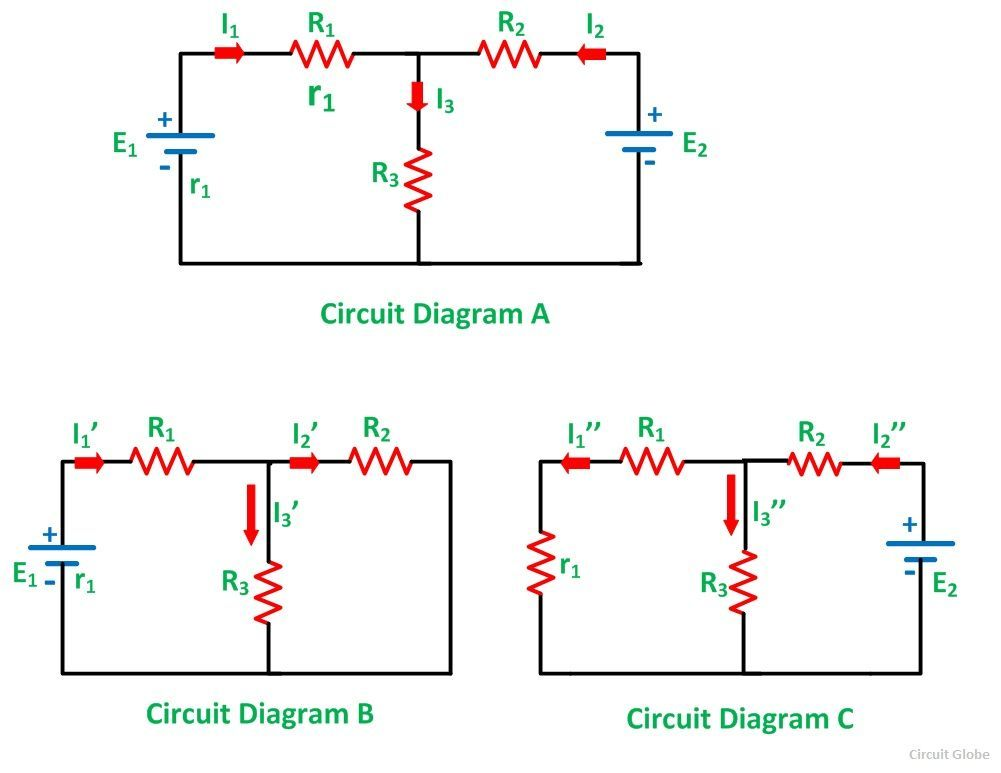 I₁ R₁ R₂ I₂
r₁ I₃
+ +
E₁ E₂
- R₃ -
r₁
Circuit Diagram A
I₁’ R₁ I₂’ R₂ I₁’’ R₁ R₂ I₂’’
I₃’ I₃’’
+ +
E₁ - r₁ R₃ r₁ R₃ - E₂
Circuit Diagram B Circuit Diagram C
Circuit Globe